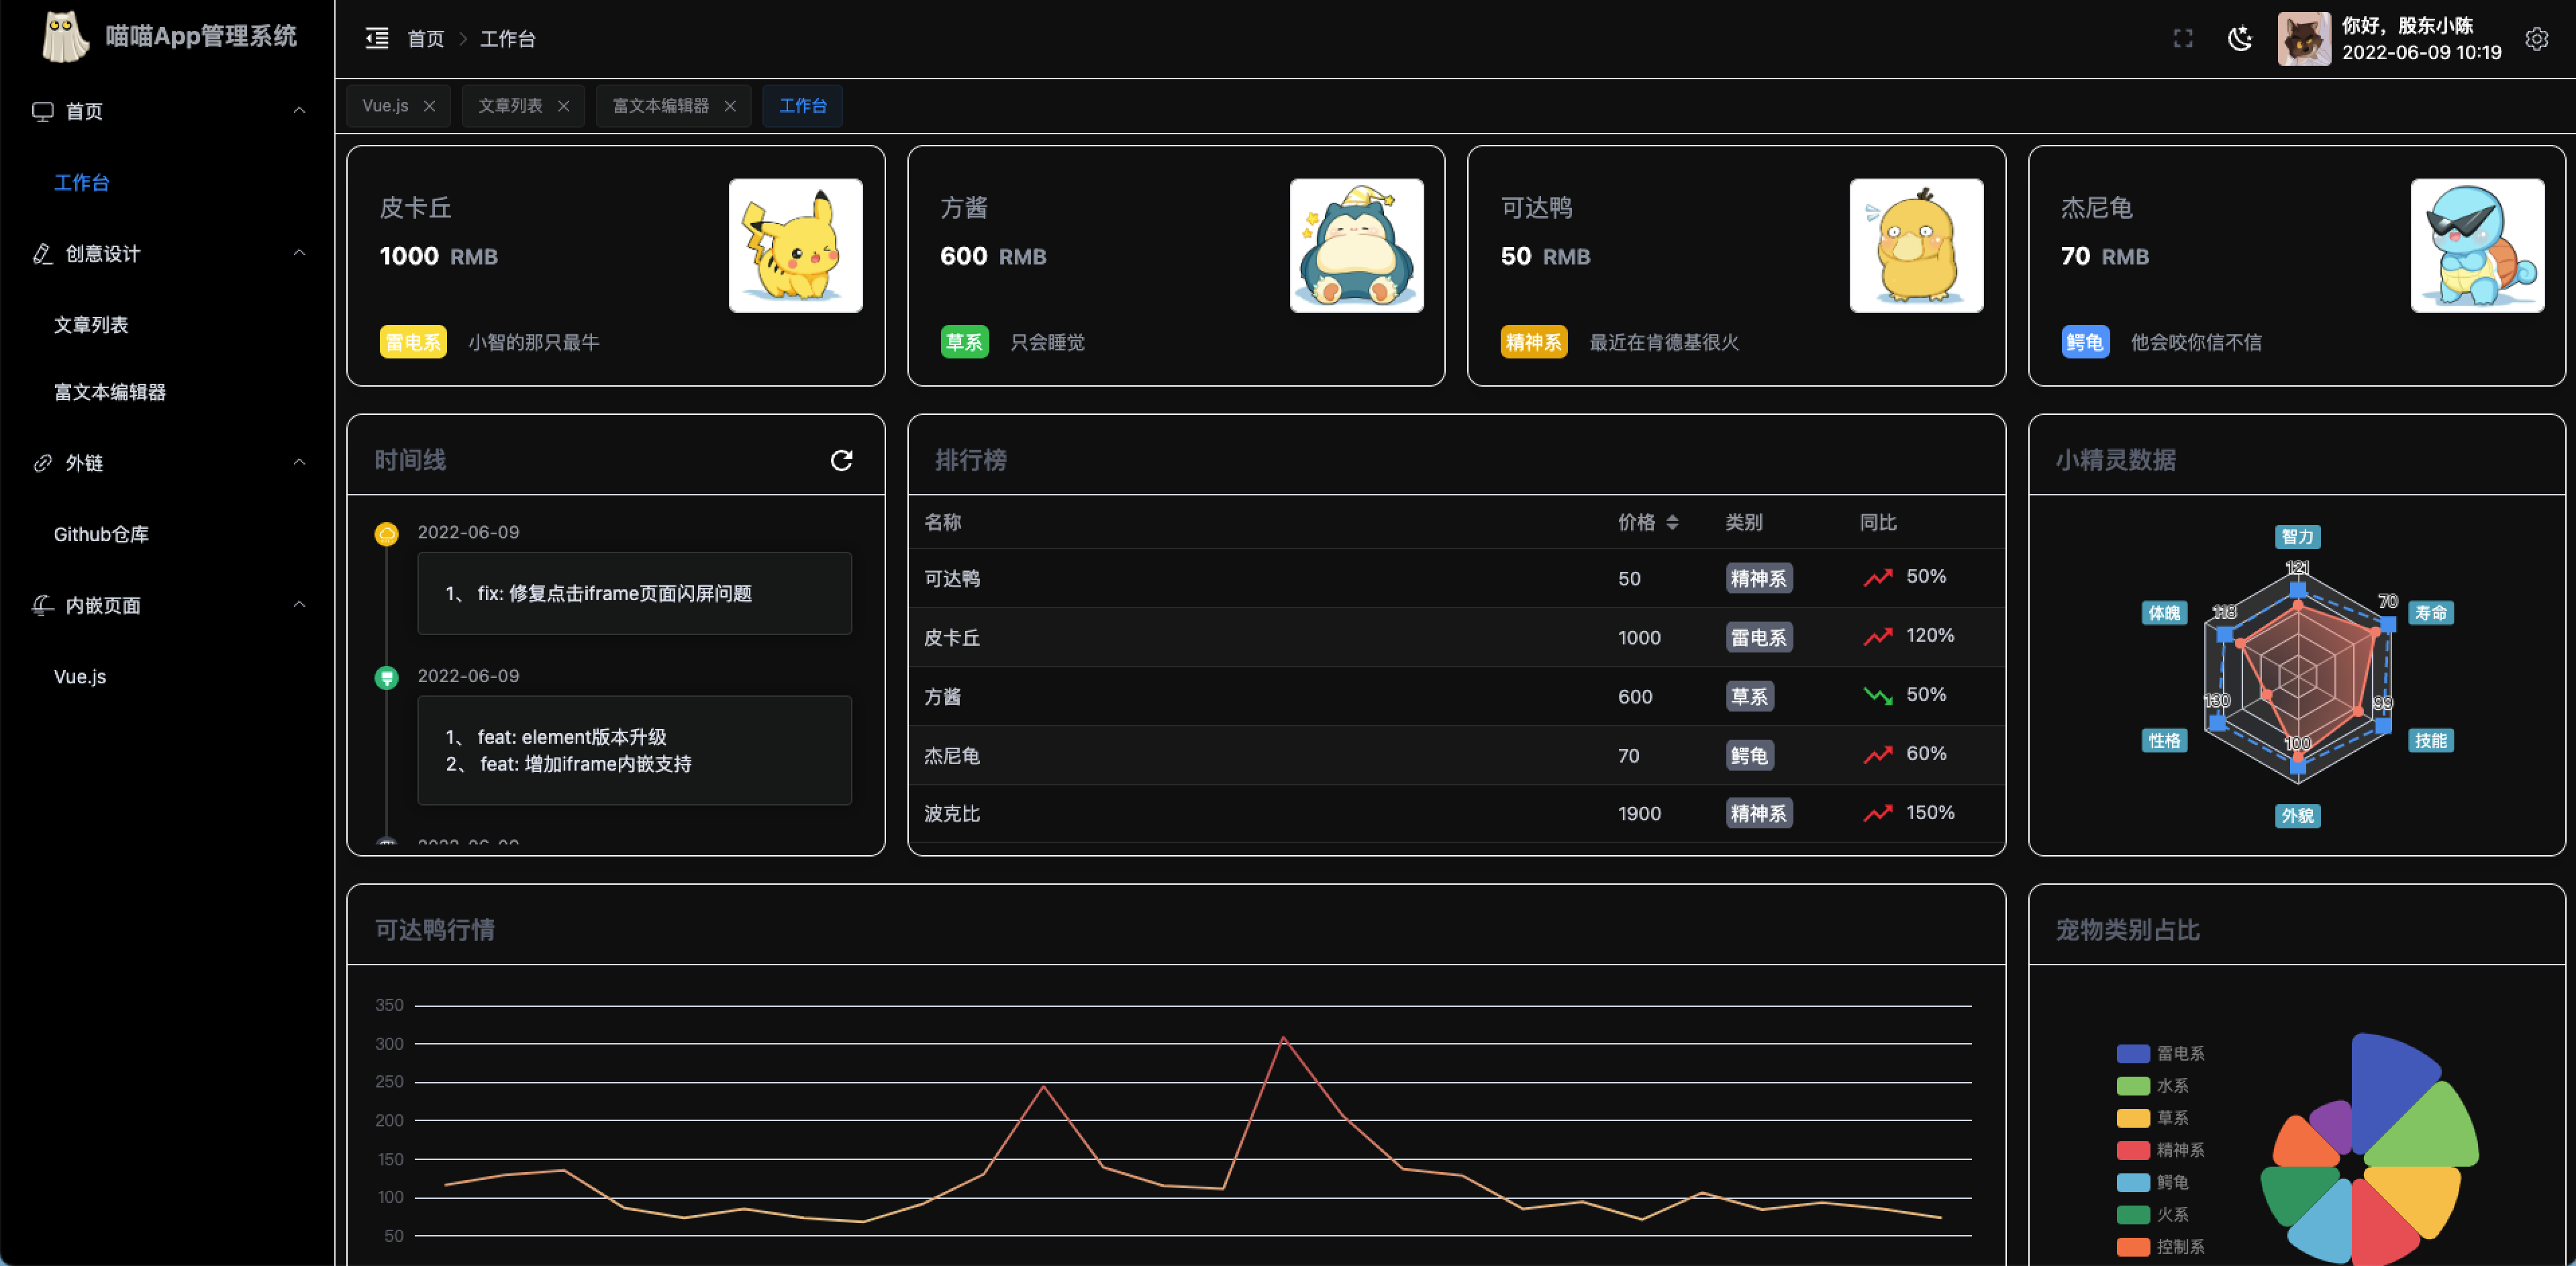 喵喵App管理系统
首页
工作台
创意设计
文章列表
富文本编辑器
外链
Github仓库
内嵌页面
Vue.js
首页 > 工作台
你好，股东小陈
2022-06-09 10:19
Vue.js
文章列表
富文本编辑器
工作台
皮卡丘
1000 RMB
雷电系 小智的那只最牛
方酱
600 RMB
草系 只会睡觉
可达鸭
50 RMB
精神系 最近在肯德基很火
杰尼龟
70 RMB
鳄龟 他会咬你信不信
时间线
2022-06-09
1、 fix: 修复点击iframe页面闪屏问题
2022-06-09
1、 feat: element版本升级
2、 feat: 增加iframe内嵌支持
2022-06-09
排行榜
名称 价格 类别 同比
可达鸭 50 精神系 50%
皮卡丘 1000 雷电系 120%
方酱 600 草系 50%
杰尼龟 70 鳄龟 60%
波克比 1900 精神系 150%
小精灵数据
智力
121
体魄
118
70
寿命
130
99
性格
100
技能
外貌
可达鸭行情
350
300
250
200
150
100
50
宠物类别占比
雷电系
水系
草系
精神系
鳄龟
火系
控制系